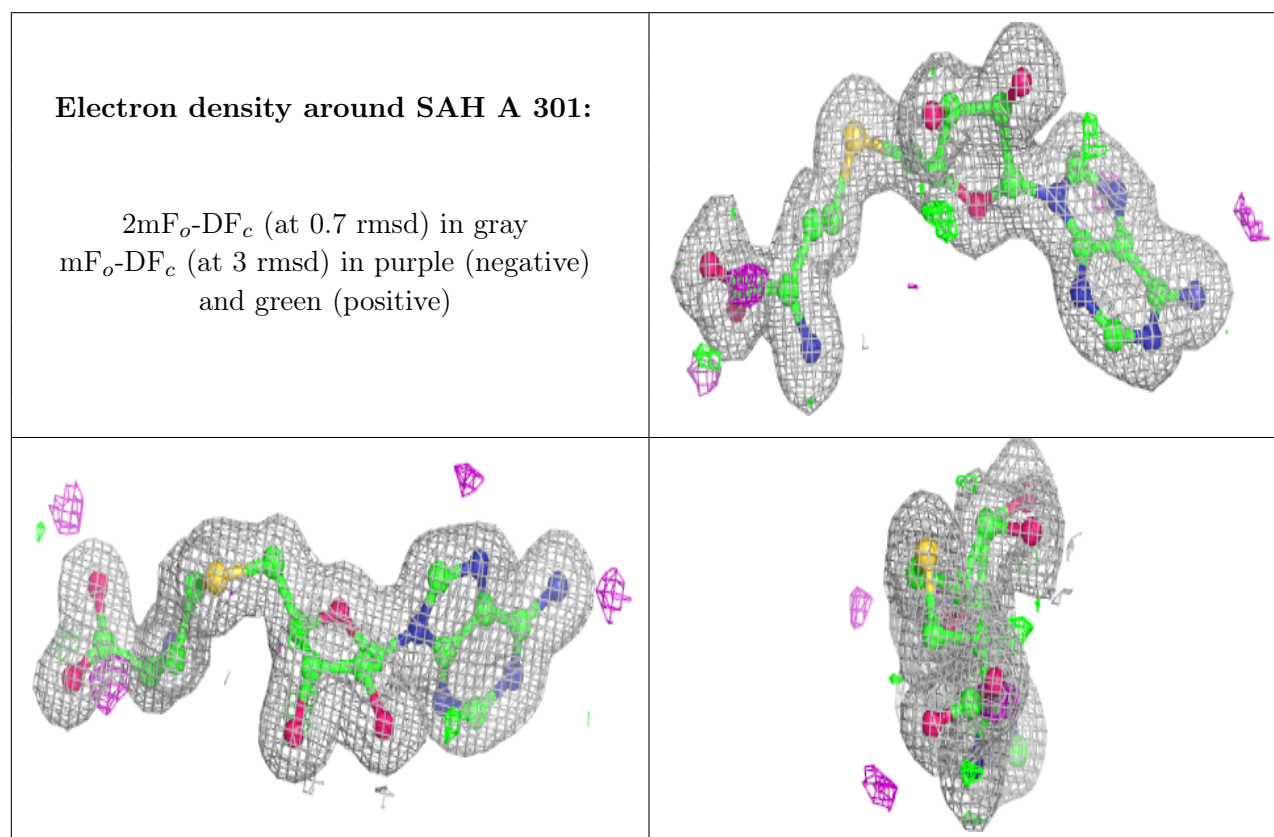 Electron density around SAH A 301:
2mFo-DFc (at 0.7 rmsd) in gray
mFo-DFc (at 3 rmsd) in purple (negative)
and green (positive)